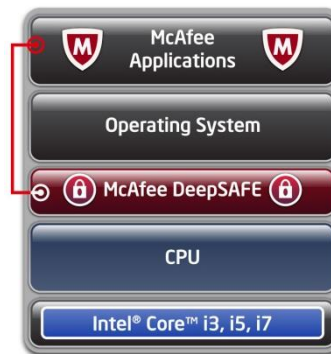 McAfee
Applications
Operating System
McAfee DeepSAFE
CPU
Intel® Core™ i3, i5, i7